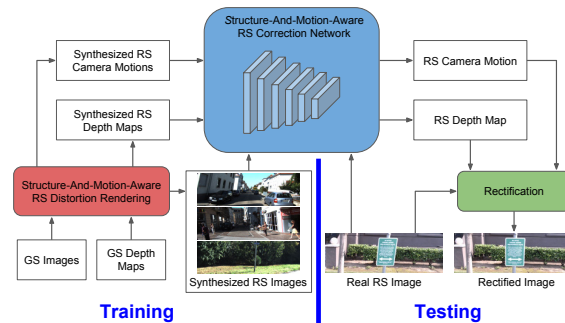 Structure-And-Motion-Aware
RS Correction Network
Synthesized RS
Camera Motions
RS Camera Motion
Synthesized RS
Depth Maps
RS Depth Map
Structure-And-Motion-Aware
RS Distortion Rendering
Rectification
GS Images
GS Depth
Maps
Synthesized RS Images
Real RS Image
Rectified Image
Training
Testing